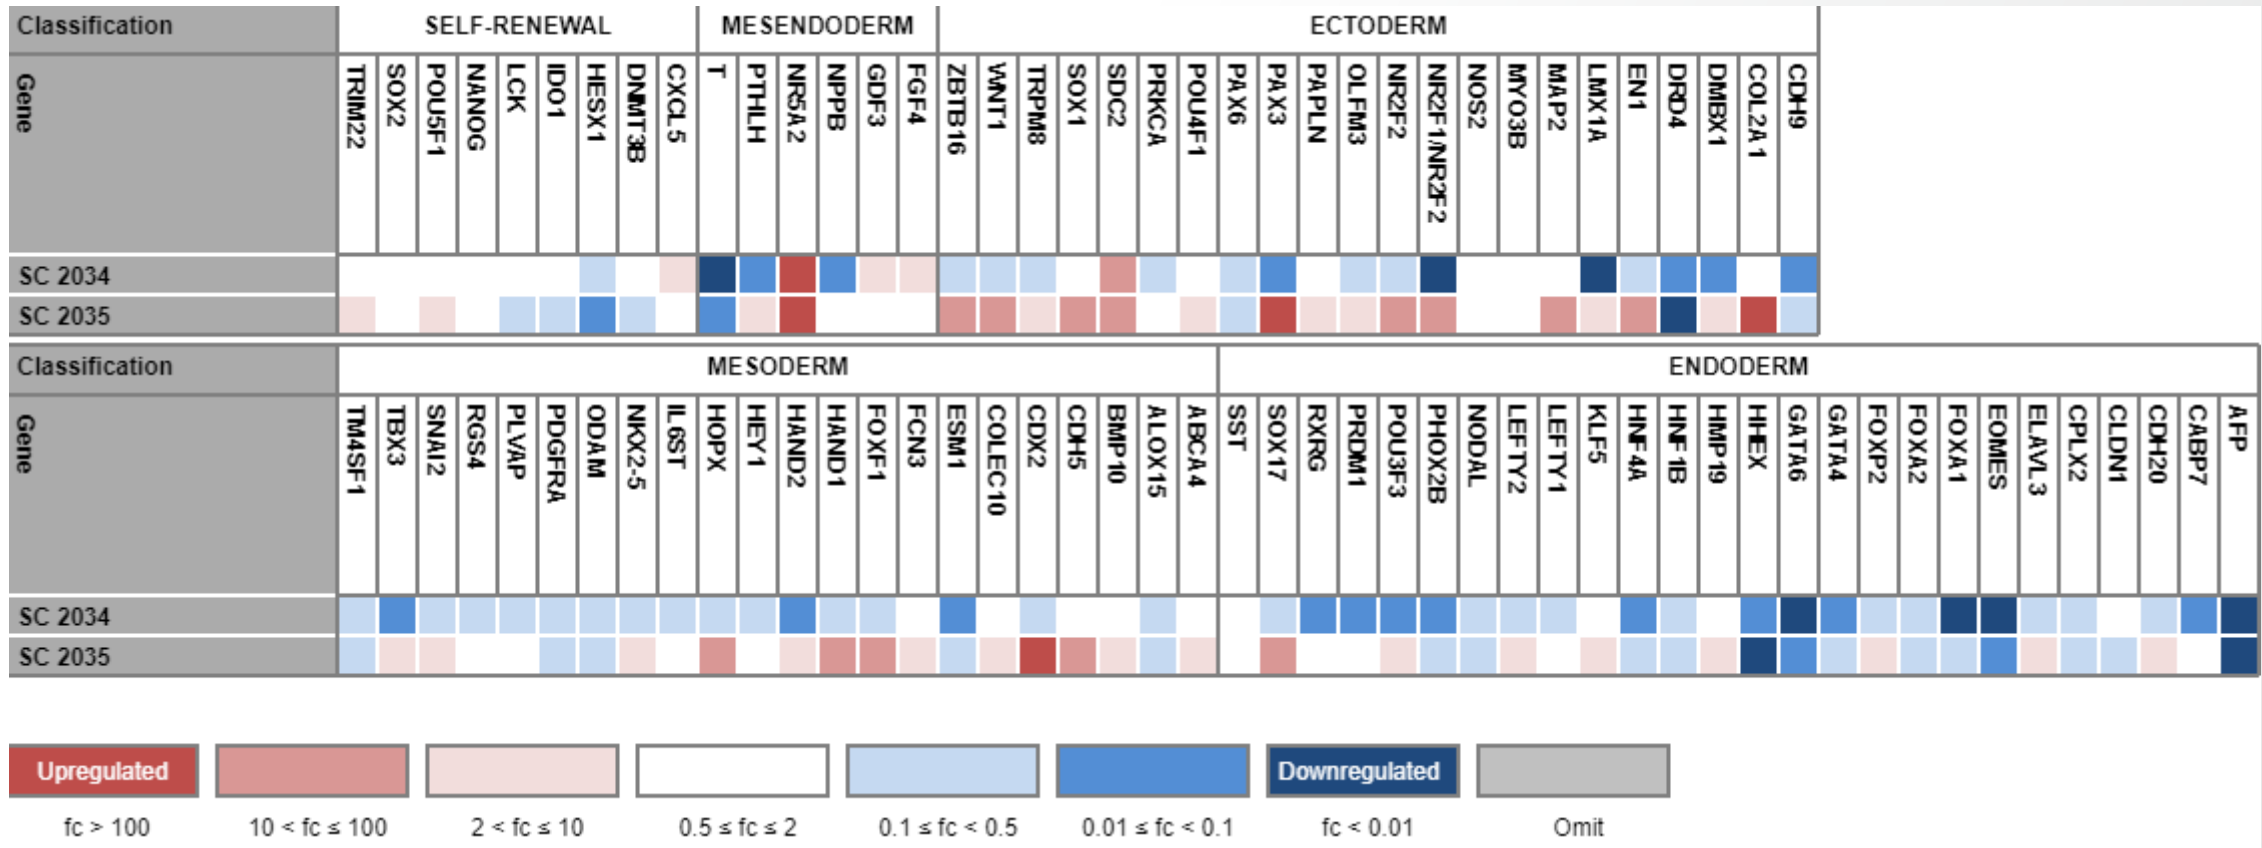 Classification SELF-RENEWAL MESENDODERM ECTODERM
Gene TRIM22 SOX2 POU5F1 NANOG LCK IDO1 HESX1 DNMT3B CXCL5 T PTHLH NR5A2 NPPB GDF3 FGF4 ZBTB16 WNT1 TRPM8 SOX1 SDC2 PRKCA POU4F1 PAX6 PAX3 PAPLN OLFM3 NR2F2 NR2F1/NR2F2 NOS2 MYO3B MAP2 LMX1A EN1 DRD4 DMBX1 COL2A1 CDH9
SC 2034
SC 2035
Classification MESODERM ENDODERM
Gene TM4SF1 TBX3 SNAI2 RGS4 PLVAP PDGFRA ODAM NKX2-5 IL6ST HOPX HEY1 HAND2 HAND1 FOXF1 FCN3 ESM1 COLEC10 CDX2 CDH5 BMP10 ALOX15 ABCA4 SST SOX17 RXRG PRDM1 POU3F3 PHOX2B NODAL LEFTY2 LEFTY1 KLF5 HNF4A HNF1B HMP19 HHEX GATA6 GATA4 FOXP2 FOXA2 FOXA1 EOMES ELAVL3 CPLX2 CLDN1 CDH20 CABP7 AFP
SC 2034
SC 2035
Upregulated Downregulated
fc > 100 10 < fc ≤ 100 2 < fc ≤ 10 0.5 ≤ fc ≤ 2 0.1 ≤ fc < 0.5 0.01 ≤ fc < 0.1 fc < 0.01 Omit